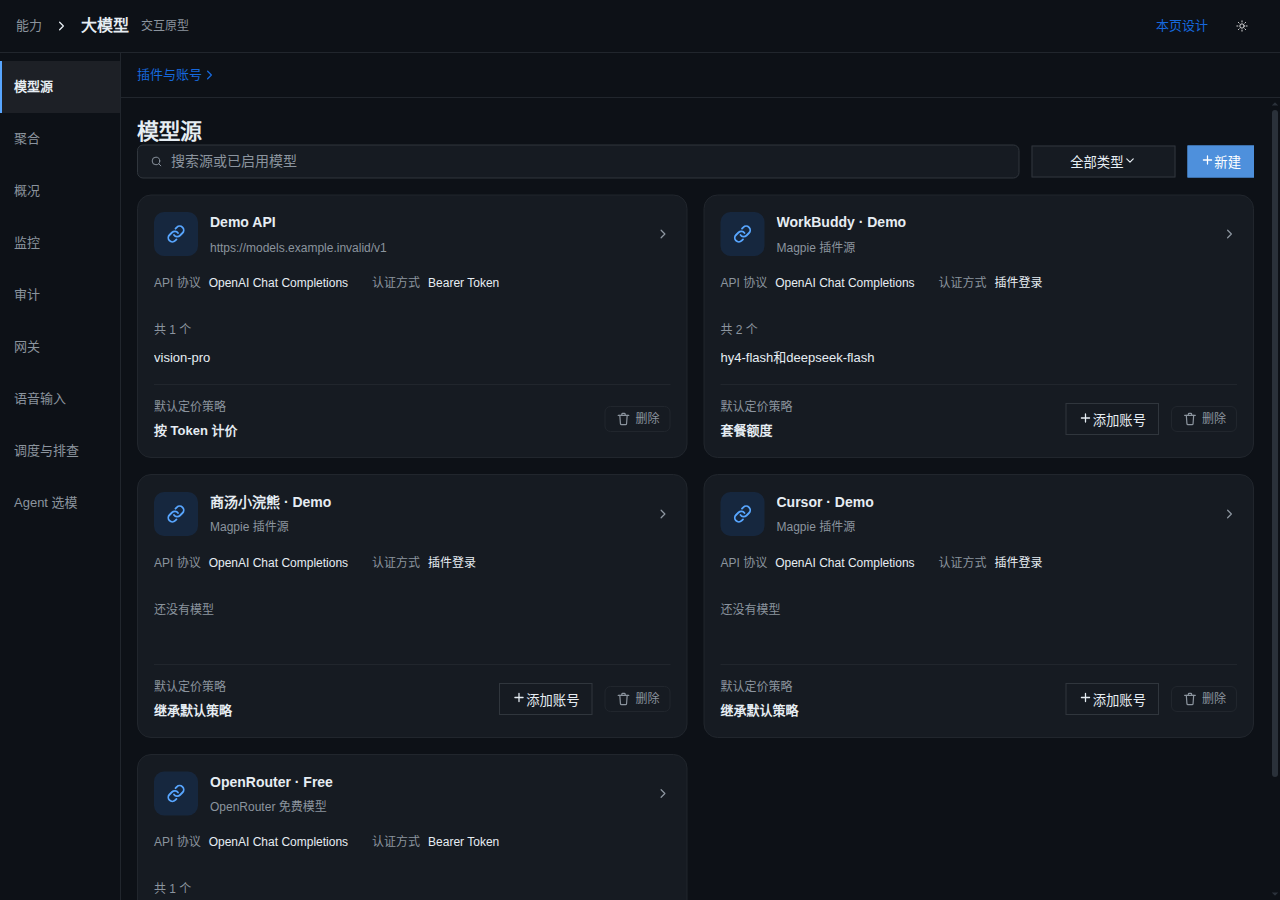 能力 大模型 交互原型 本页设计
模型源
聚合
概况
监控
审计
网关
语音输入
调度与排查
Agent 选模
插件与账号
模型源
搜索源或已启用模型 全部类型 新建
Demo API
https://models.example.invalid/v1
API 协议 OpenAI Chat Completions 认证方式 Bearer Token
共 1 个
vision-pro
默认定价策略
按 Token 计价
删除
WorkBuddy · Demo
Magpie 插件源
API 协议 OpenAI Chat Completions 认证方式 插件登录
共 2 个
hy4-flash和deepseek-flash
默认定价策略
套餐额度
添加账号 删除
商汤小浣熊 · Demo
Magpie 插件源
API 协议 OpenAI Chat Completions 认证方式 插件登录
还没有模型
默认定价策略
继承默认策略
添加账号 删除
Cursor · Demo
Magpie 插件源
API 协议 OpenAI Chat Completions 认证方式 插件登录
还没有模型
默认定价策略
继承默认策略
添加账号 删除
OpenRouter · Free
OpenRouter 免费模型
API 协议 OpenAI Chat Completions 认证方式 Bearer Token
共 1 个